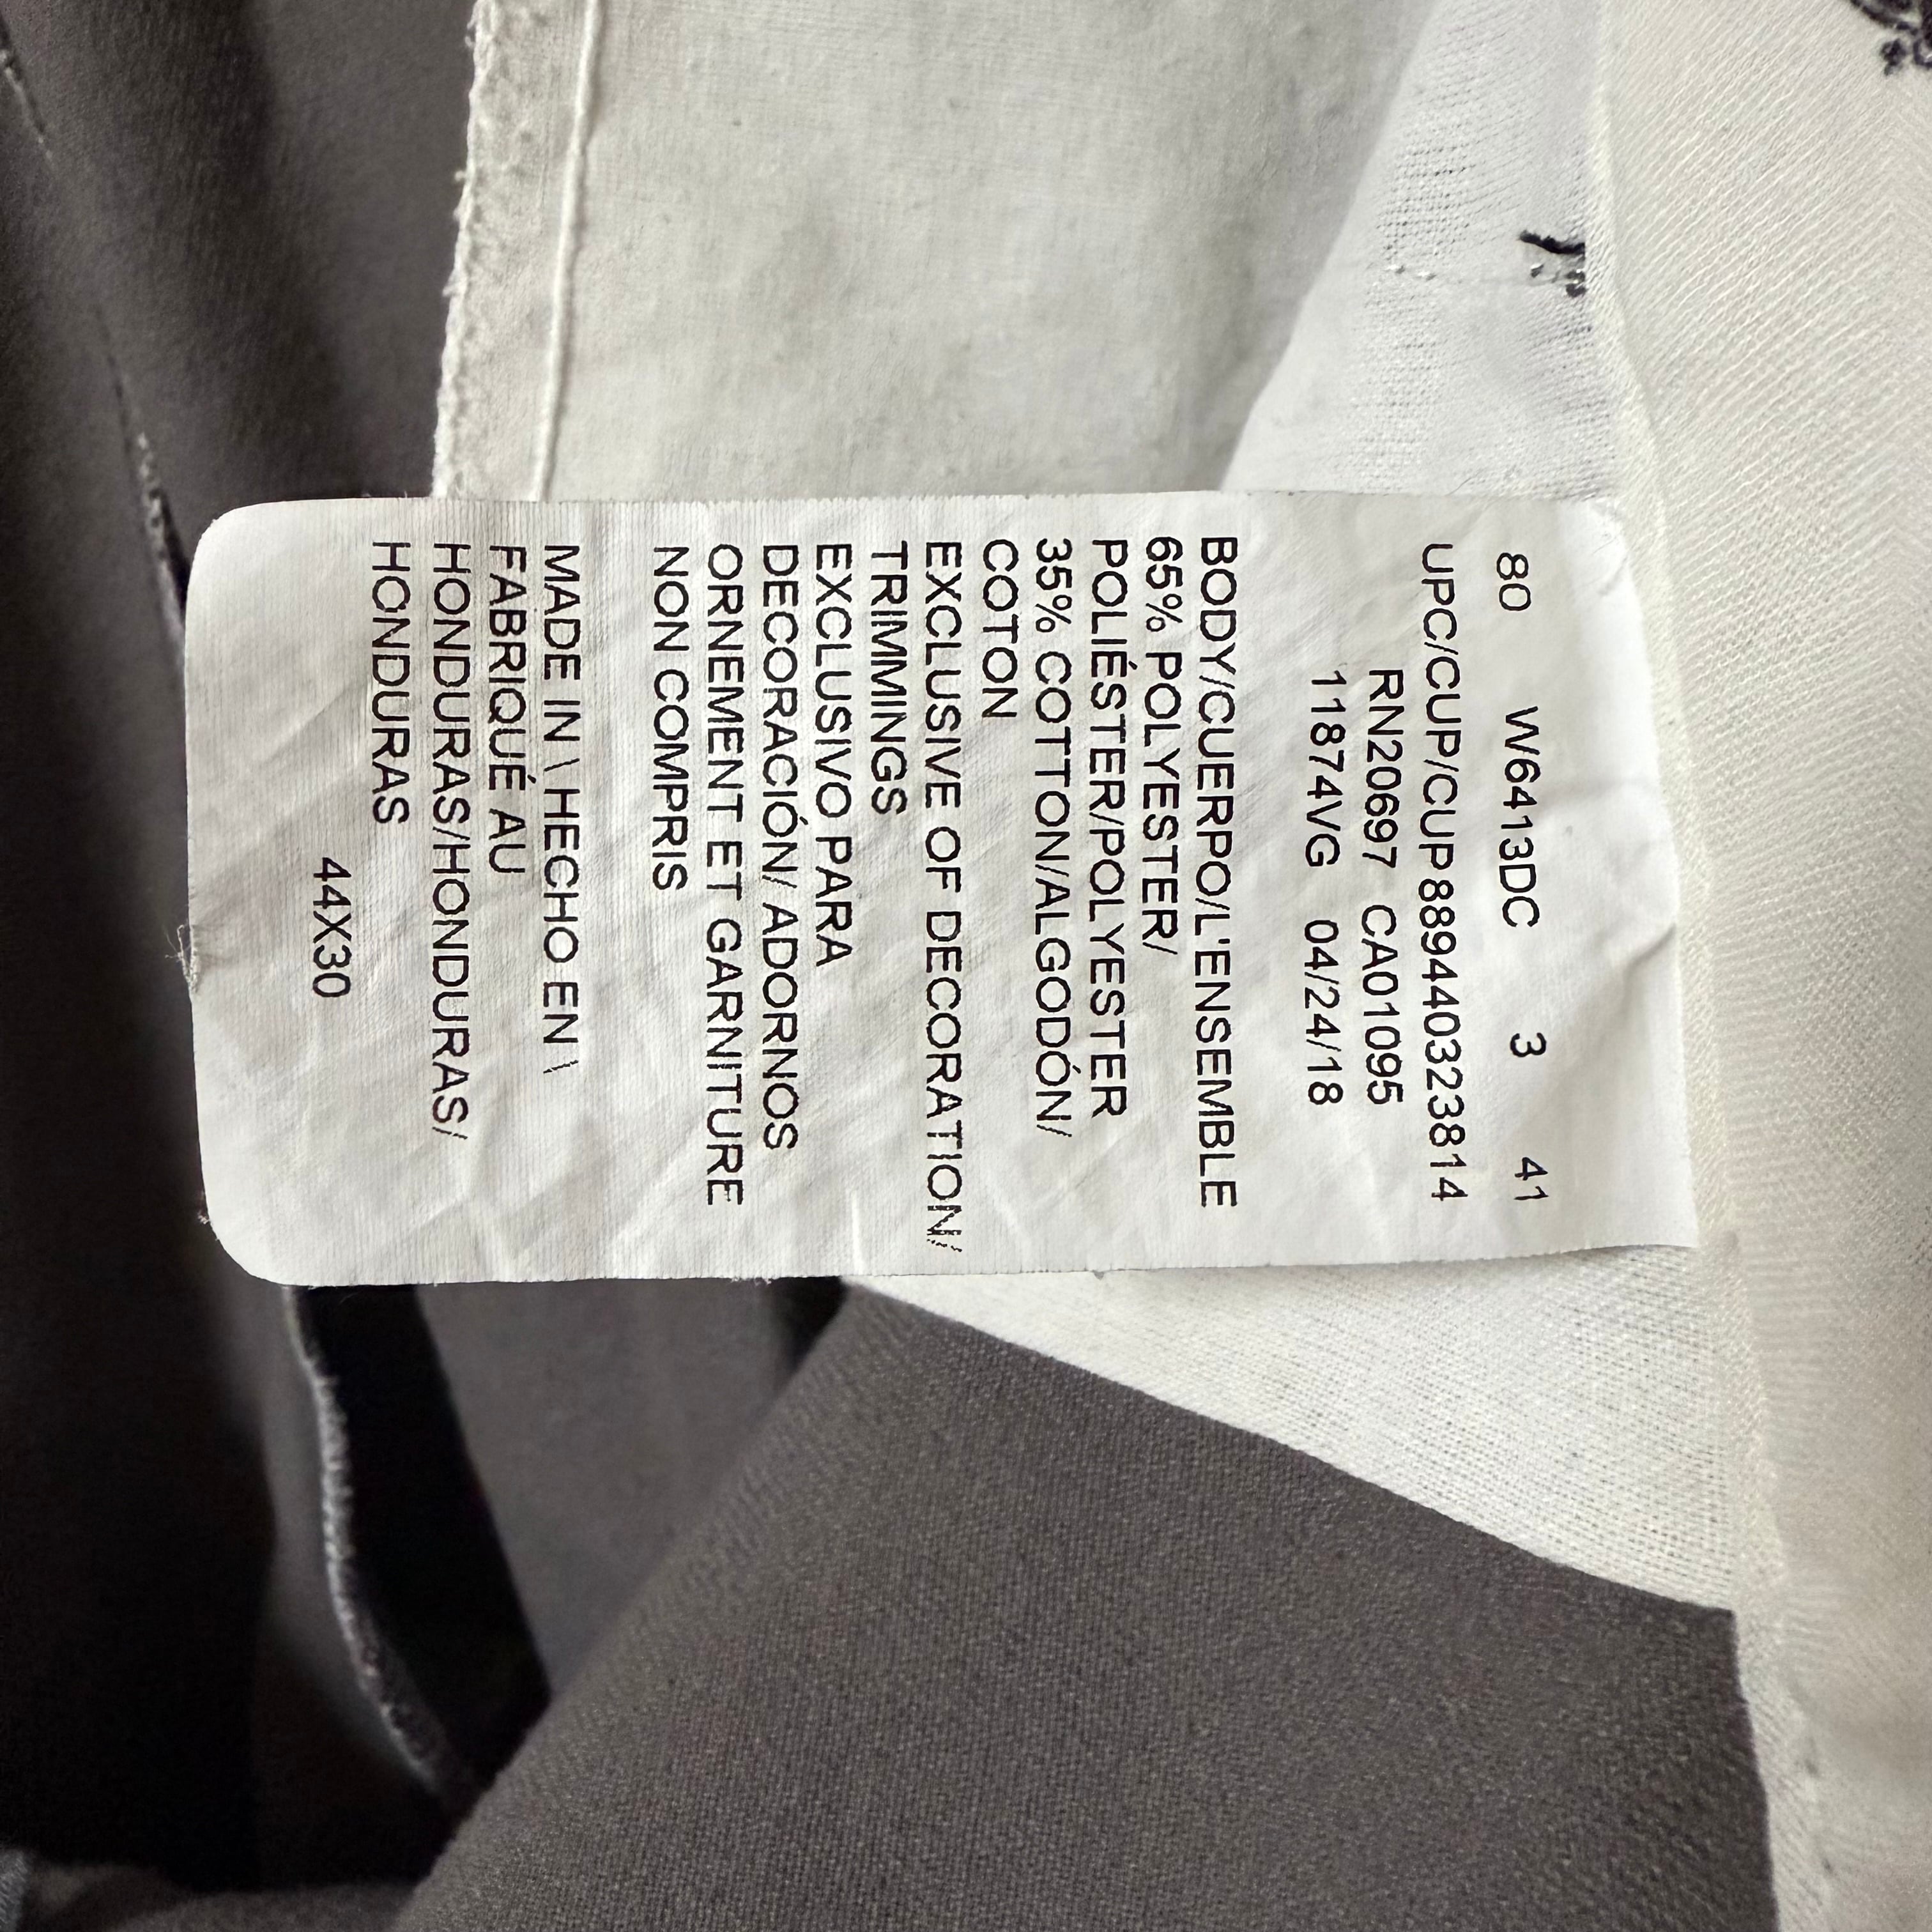 80 W6413DC 3 41
UPC/CUP/CUP889440323814
RN20697 CA01095
11874VG 04/24/18
BODY/CUERPO/L'ENSEMBLE
65% POLYESTER/
POLIÉSTER/POLYESTER
35% COTTON/ALGODÓN/
COTON
EXCLUSIVE OF DECORATION/
TRIMMINGS
EXCLUSIVO PARA
DECORACIÓN/ ADORNOS
ORNEMENT ET GARNITURE
NON COMPRIS
MADE IN \ HECHO EN \
FABRIQUÉ AU
HONDURAS/HONDURAS/
HONDURAS
44X30